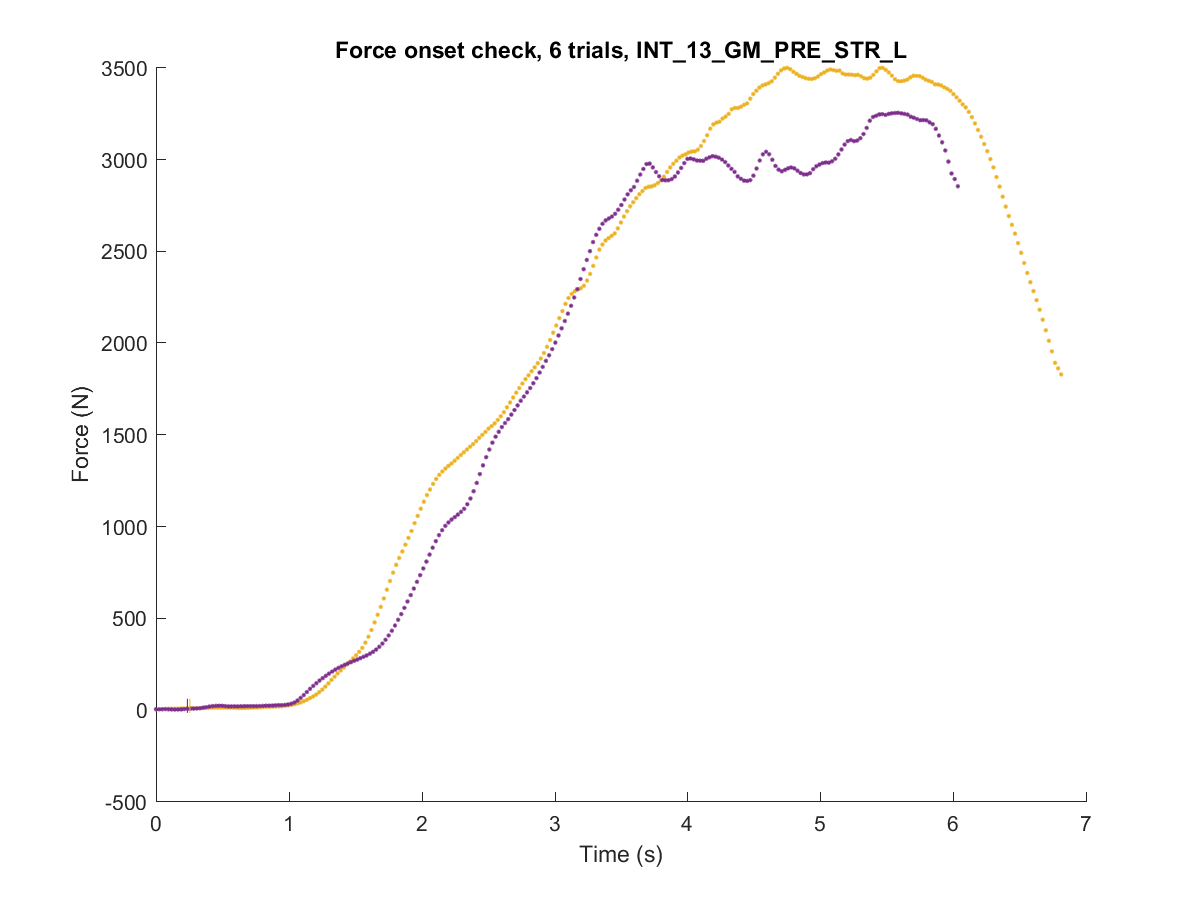 Force onset check, 6 trials, INT_13_GM_PRE_STR_L
3500
3000
2500
2000
1500
1000
500
0
-500
Force (N)
0 1 2 3 4 5 6 7
Time (s)